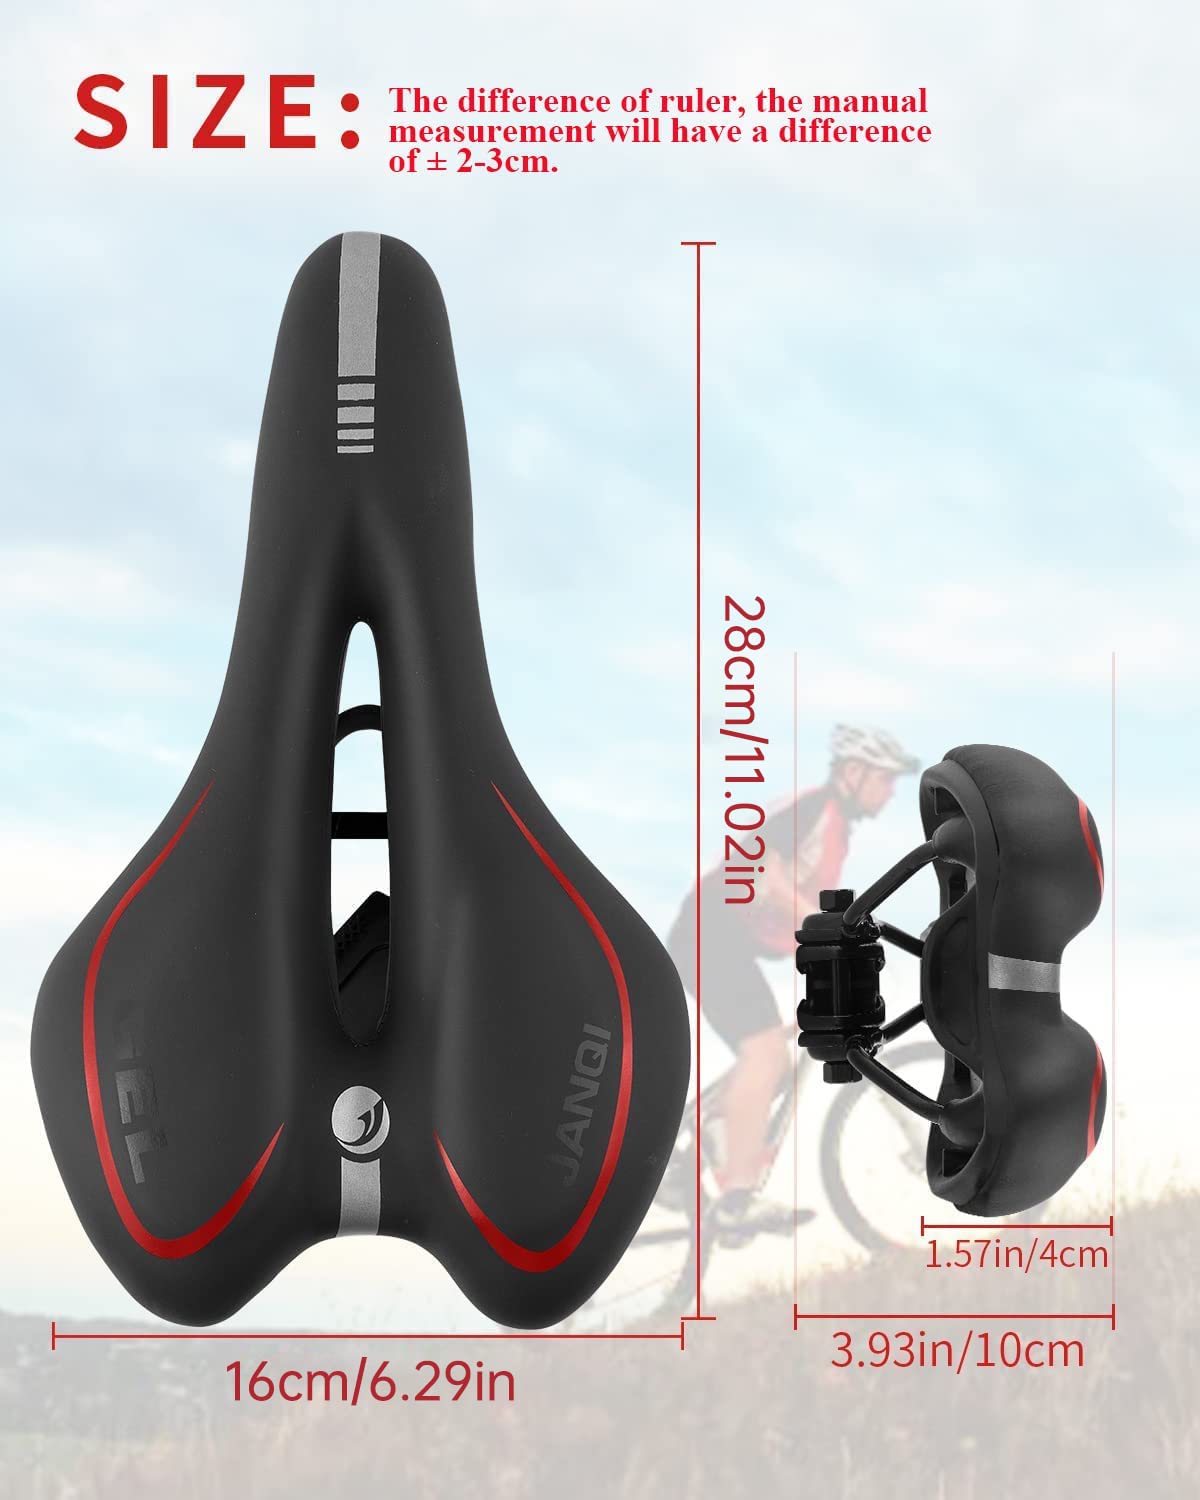 SIZE:
The difference of ruler, the manual
measurement will have a difference
of ± 2-3cm.
28cm/11.02in
GEL
JANQI
1.57in/4cm
3.93in/10cm
16cm/6.29in